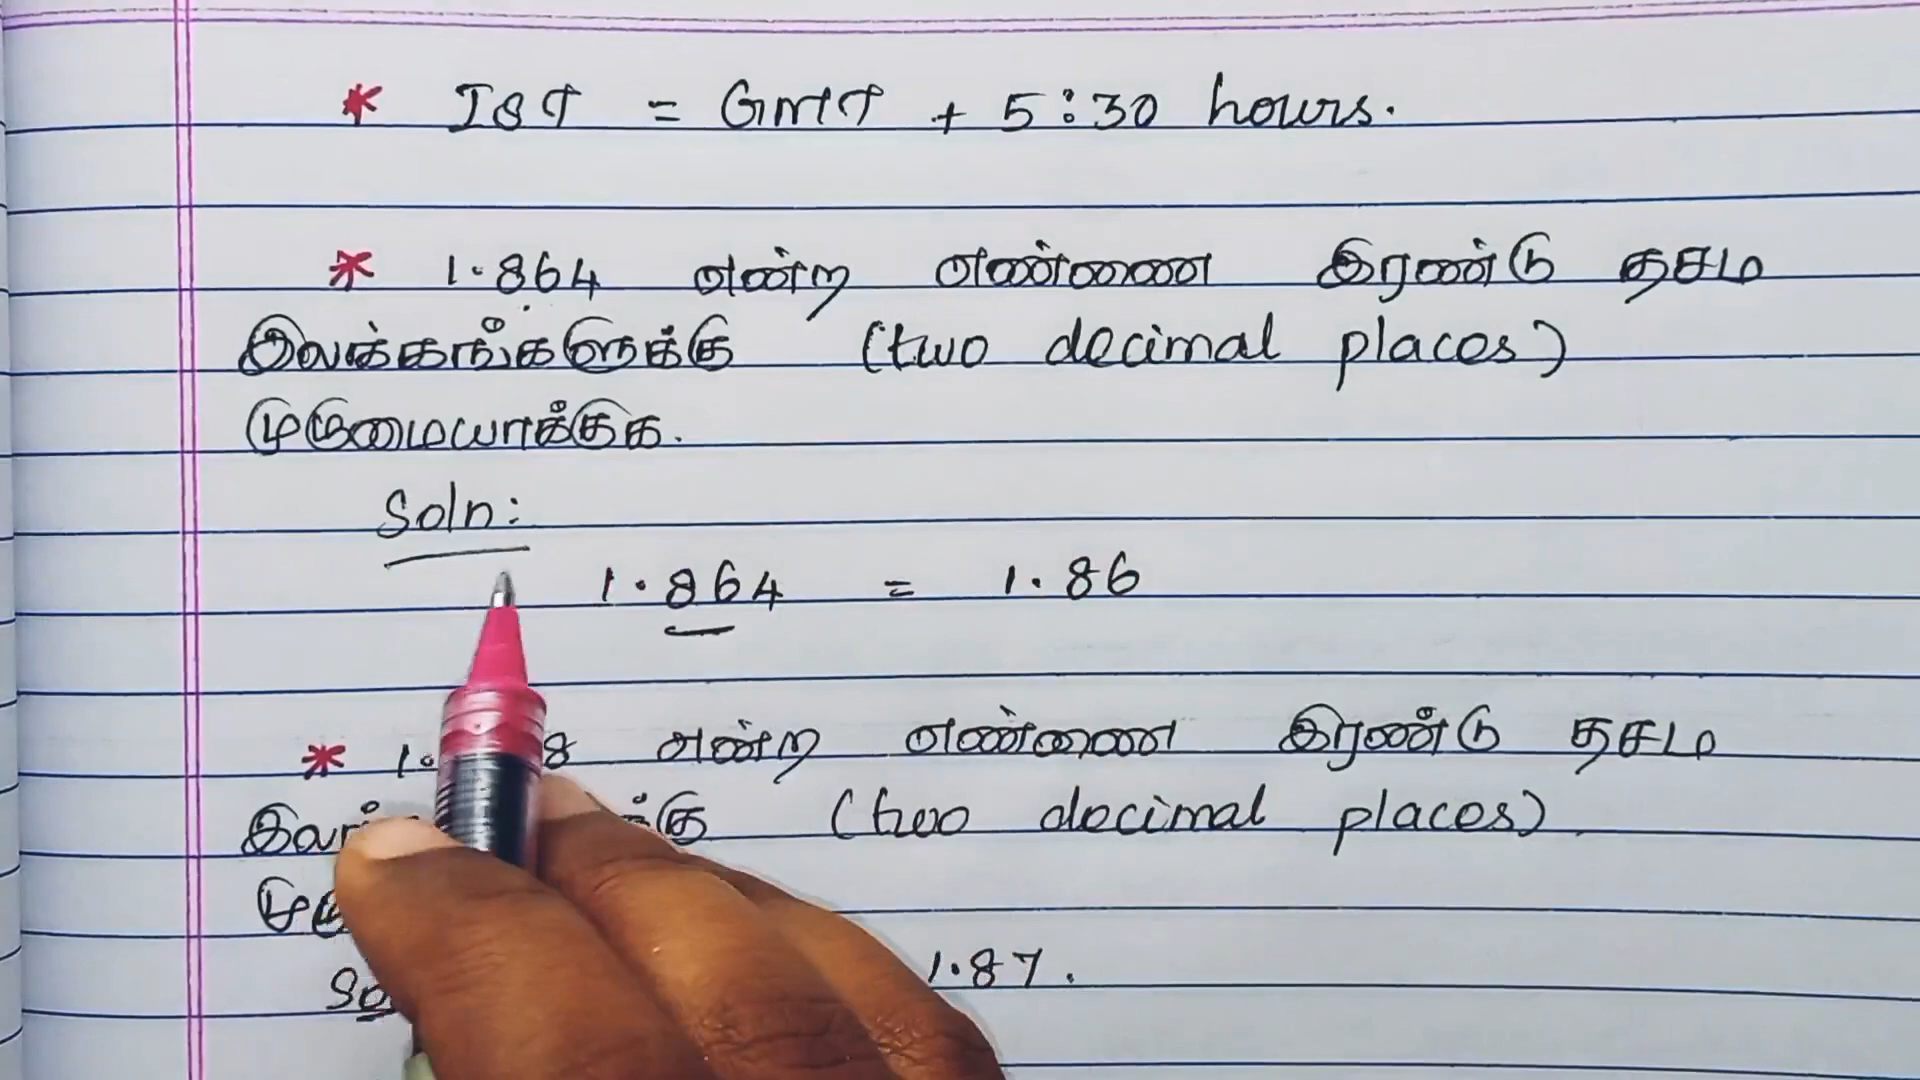 * IST = GMT + 5:30 hours.
* 1.864 என்ற எண்ணை இரண்டு தசம
இலக்கங்களுக்கு (two decimal places)
முழுமையாக்குக.
Soln:
1.864 = 1.86
* என்ற எண்ணை இரண்டு தசம
(two decimal places)
1.87.